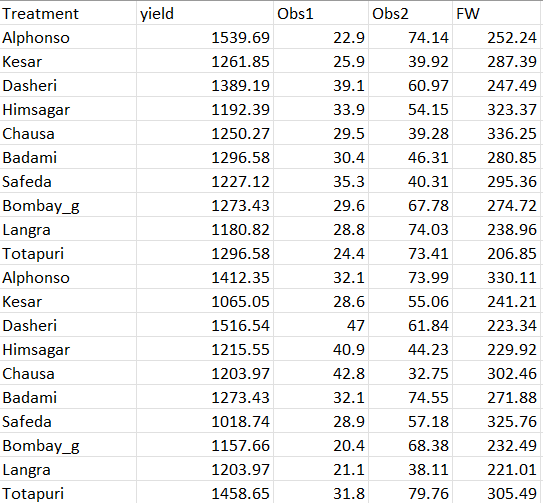 Treatment yield Obs1 Obs2 FW
Alphonso 1539.69 22.9 74.14 252.24
Kesar 1261.85 25.9 39.92 287.39
Dasheri 1389.19 39.1 60.97 247.49
Himsagar 1192.39 33.9 54.15 323.37
Chausa 1250.27 29.5 39.28 336.25
Badami 1296.58 30.4 46.31 280.85
Safeda 1227.12 35.3 40.31 295.36
Bombay_g 1273.43 29.6 67.78 274.72
Langra 1180.82 28.8 74.03 238.96
Totapuri 1296.58 24.4 73.41 206.85
Alphonso 1412.35 32.1 73.99 330.11
Kesar 1065.05 28.6 55.06 241.21
Dasheri 1516.54 47 61.84 223.34
Himsagar 1215.55 40.9 44.23 229.92
Chausa 1203.97 42.8 32.75 302.46
Badami 1273.43 32.1 74.55 271.88
Safeda 1018.74 28.9 57.18 325.76
Bombay_g 1157.66 20.4 68.38 232.49
Langra 1203.97 21.1 38.11 221.01
Totapuri 1458.65 31.8 79.76 305.49